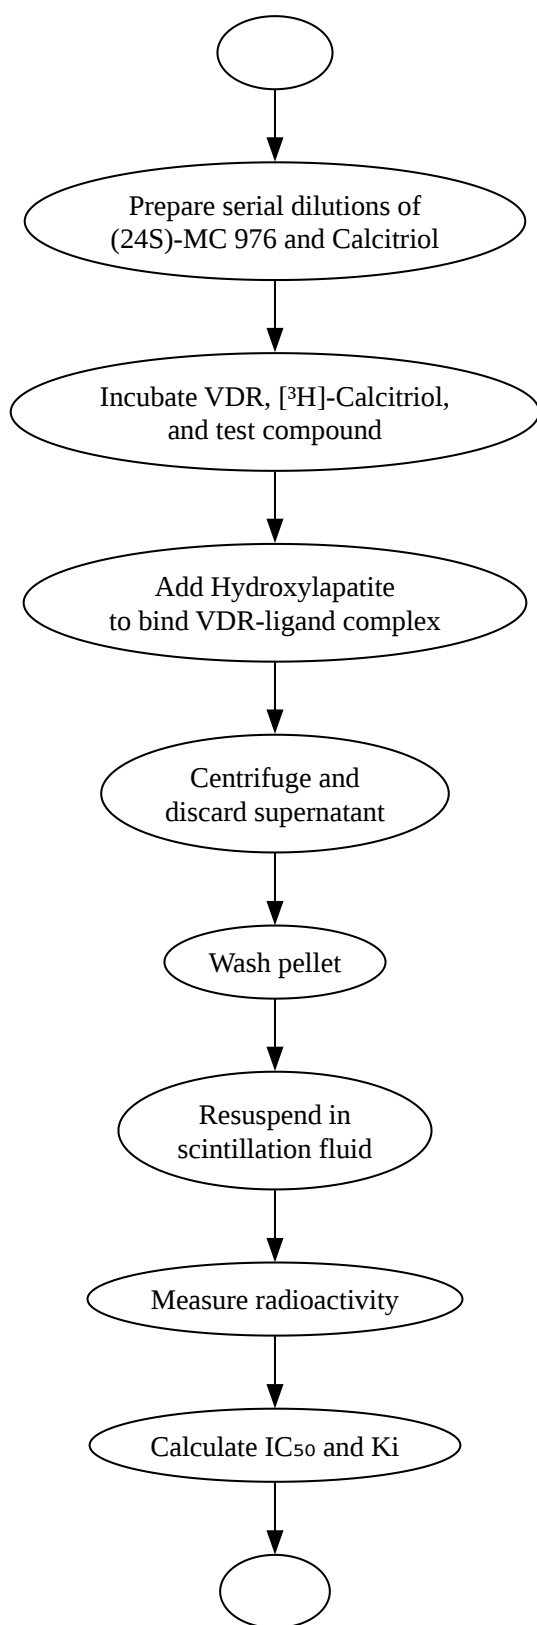 Prepare serial dilutions of
(24S)-MC 976 and Calcitriol
Incubate VDR, [³H]-Calcitriol,
and test compound
Add Hydroxylapatite
to bind VDR-ligand complex
Centrifuge and
discard supernatant
Wash pellet
Resuspend in
scintillation fluid
Measure radioactivity
Calculate IC₅₀ and Ki